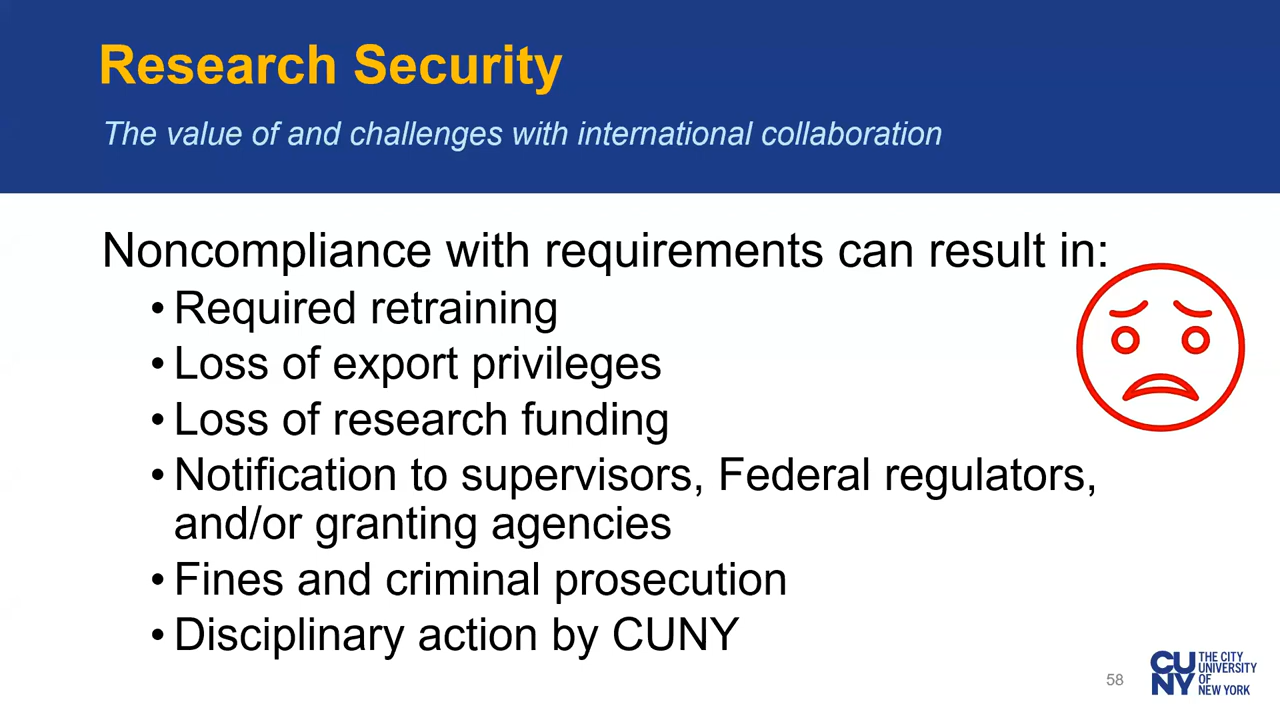 Research Security
The value of and challenges with international collaboration
Noncompliance with requirements can result in:
• Required retraining
• Loss of export privileges
• Loss of research funding
• Notification to supervisors, Federal regulators,
and/or granting agencies
• Fines and criminal prosecution
• Disciplinary action by CUNY
58
CU
NY
THE CITY
UNIVERSITY
OF
NEW YORK